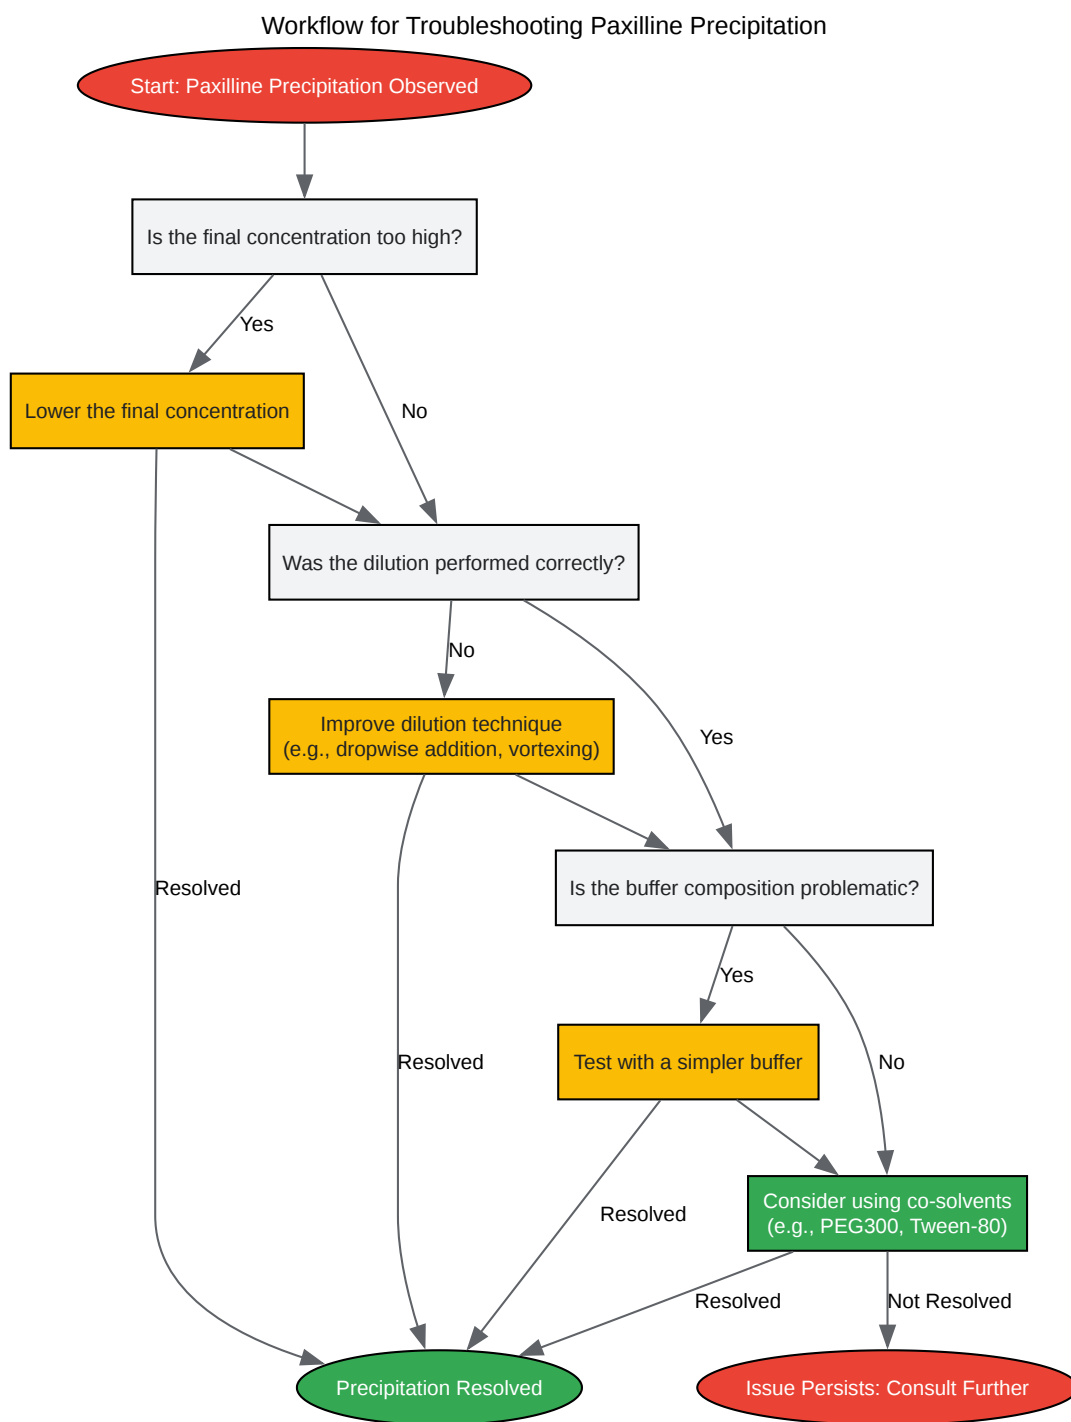 Workflow for Troubleshooting Paxilline Precipitation
Start: Paxilline Precipitation Observed
Is the final concentration too high?
Yes
Lower the final concentration
No
Was the dilution performed correctly?
No
Improve dilution technique
(e.g., dropwise addition, vortexing)
Yes
Is the buffer composition problematic?
Resolved
Yes
Test with a simpler buffer
Resolved
No
Consider using co-solvents
(e.g., PEG300, Tween-80)
Resolved
Resolved
Not Resolved
Precipitation Resolved
Issue Persists: Consult Further